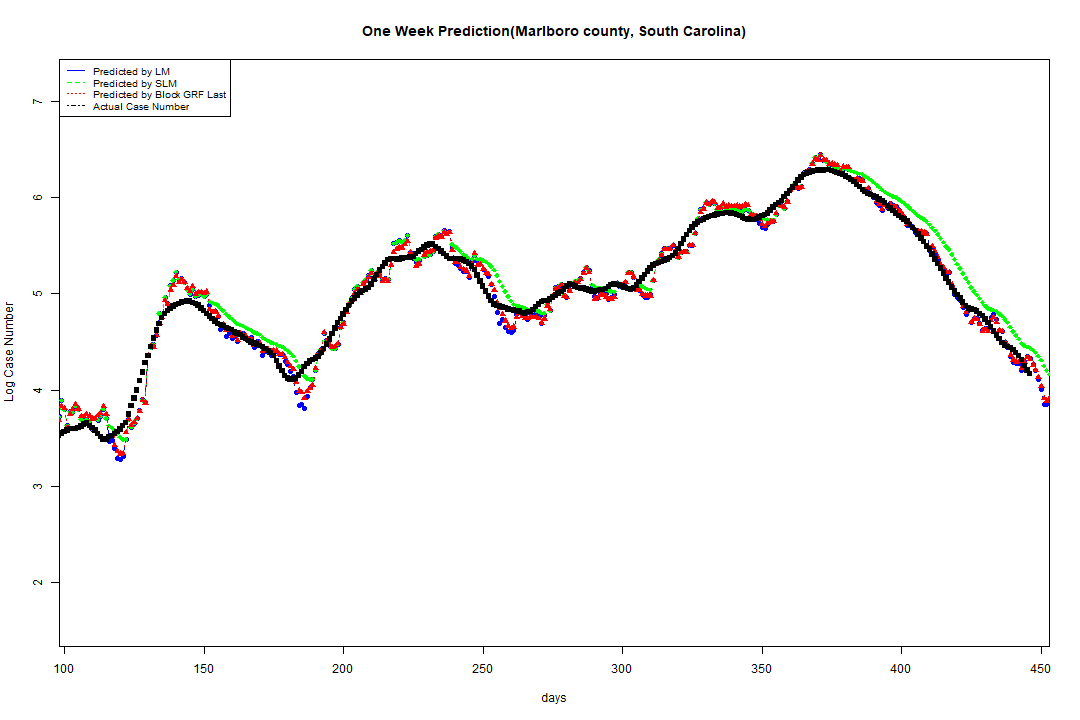 One Week Prediction(Marlboro county, South Carolina)
Predicted by LM
Predicted by SLM
Predicted by Block GRF Last
Actual Case Number
7
6
5
4
3
2
Log Case Number
100 150 200 250 300 350 400 450
days